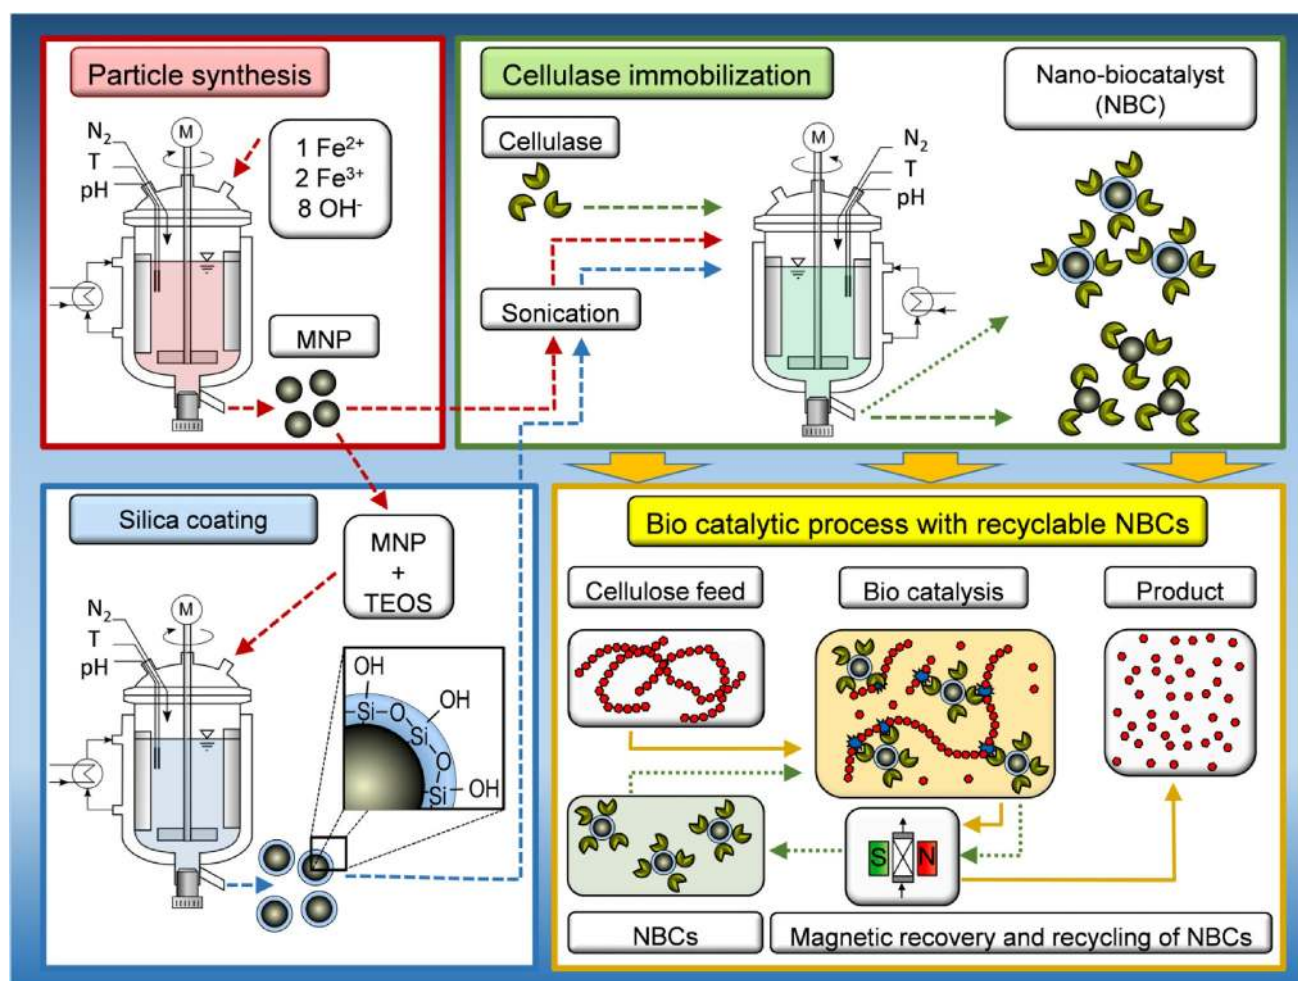 Particle synthesis
M
N₂
T
pH
1 Fe²⁺
2 Fe³⁺
8 OH⁻
MNP
Cellulase immobilization
Cellulase
Sonication
M
N₂
T
pH
Nano-biocatalyst
(NBC)
Silica coating
MNP
+
TEOS
M
N₂
T
pH
OH
Si
O
OH
Si
O
Si
OH
Bio catalytic process with recyclable NBCs
Cellulose feed
Bio catalysis
Product
S
N
NBCs
Magnetic recovery and recycling of NBCs